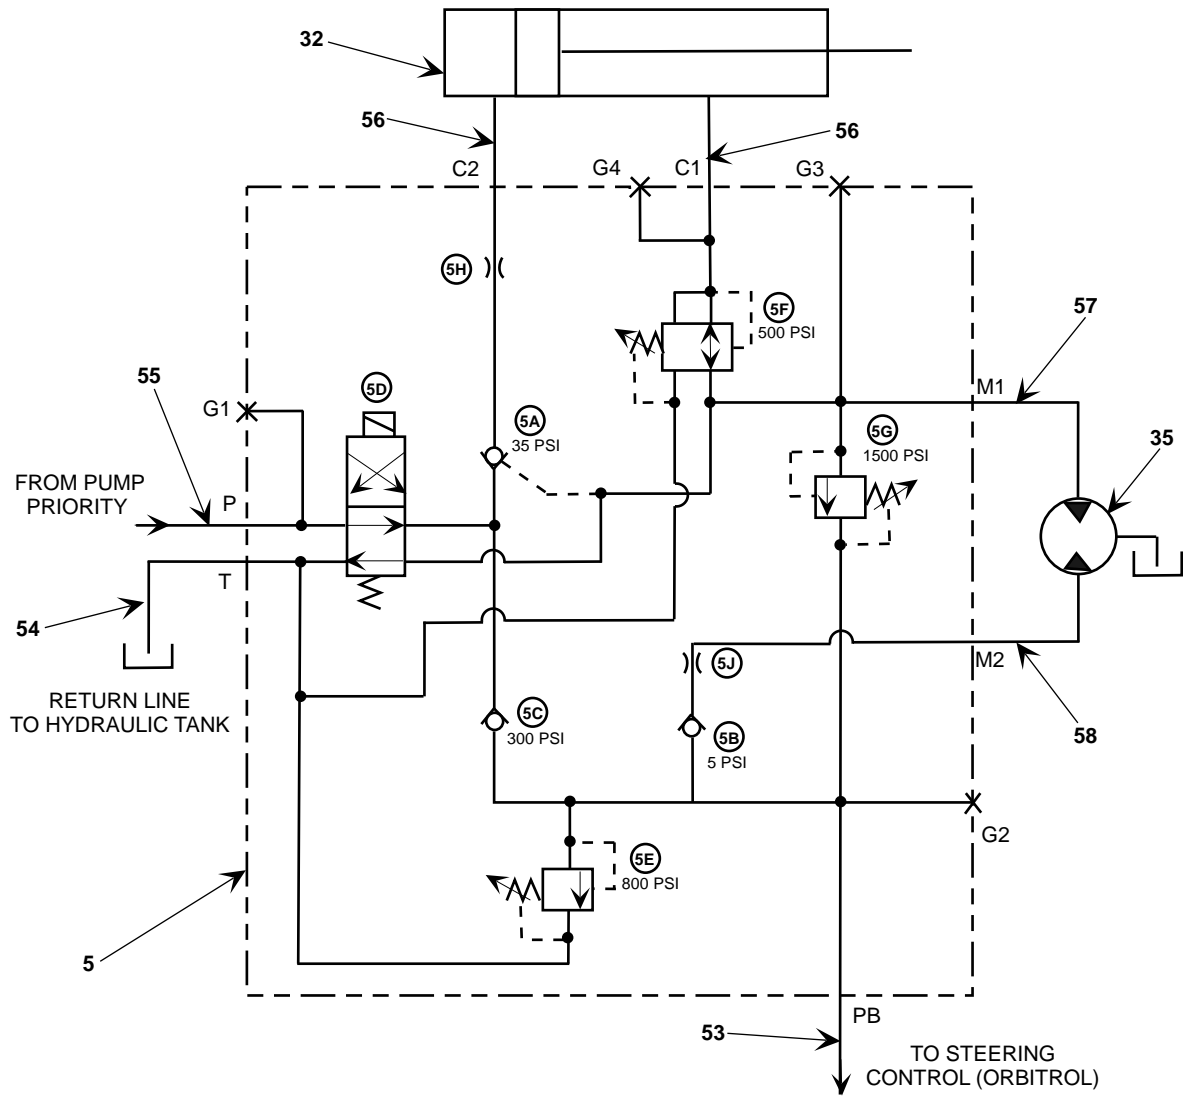 32
56
56
C2
G4
C1
G3
5H
5F
500 PSI
57
55
5D
G1
M1
5A
35 PSI
5G
1500 PSI
35
FROM PUMP
PRIORITY
P
T
54
5J
M2
RETURN LINE
TO HYDRAULIC TANK
5C
300 PSI
5B
5 PSI
58
G2
5E
800 PSI
5
PB
53
TO STEERING
CONTROL (ORBITROL)